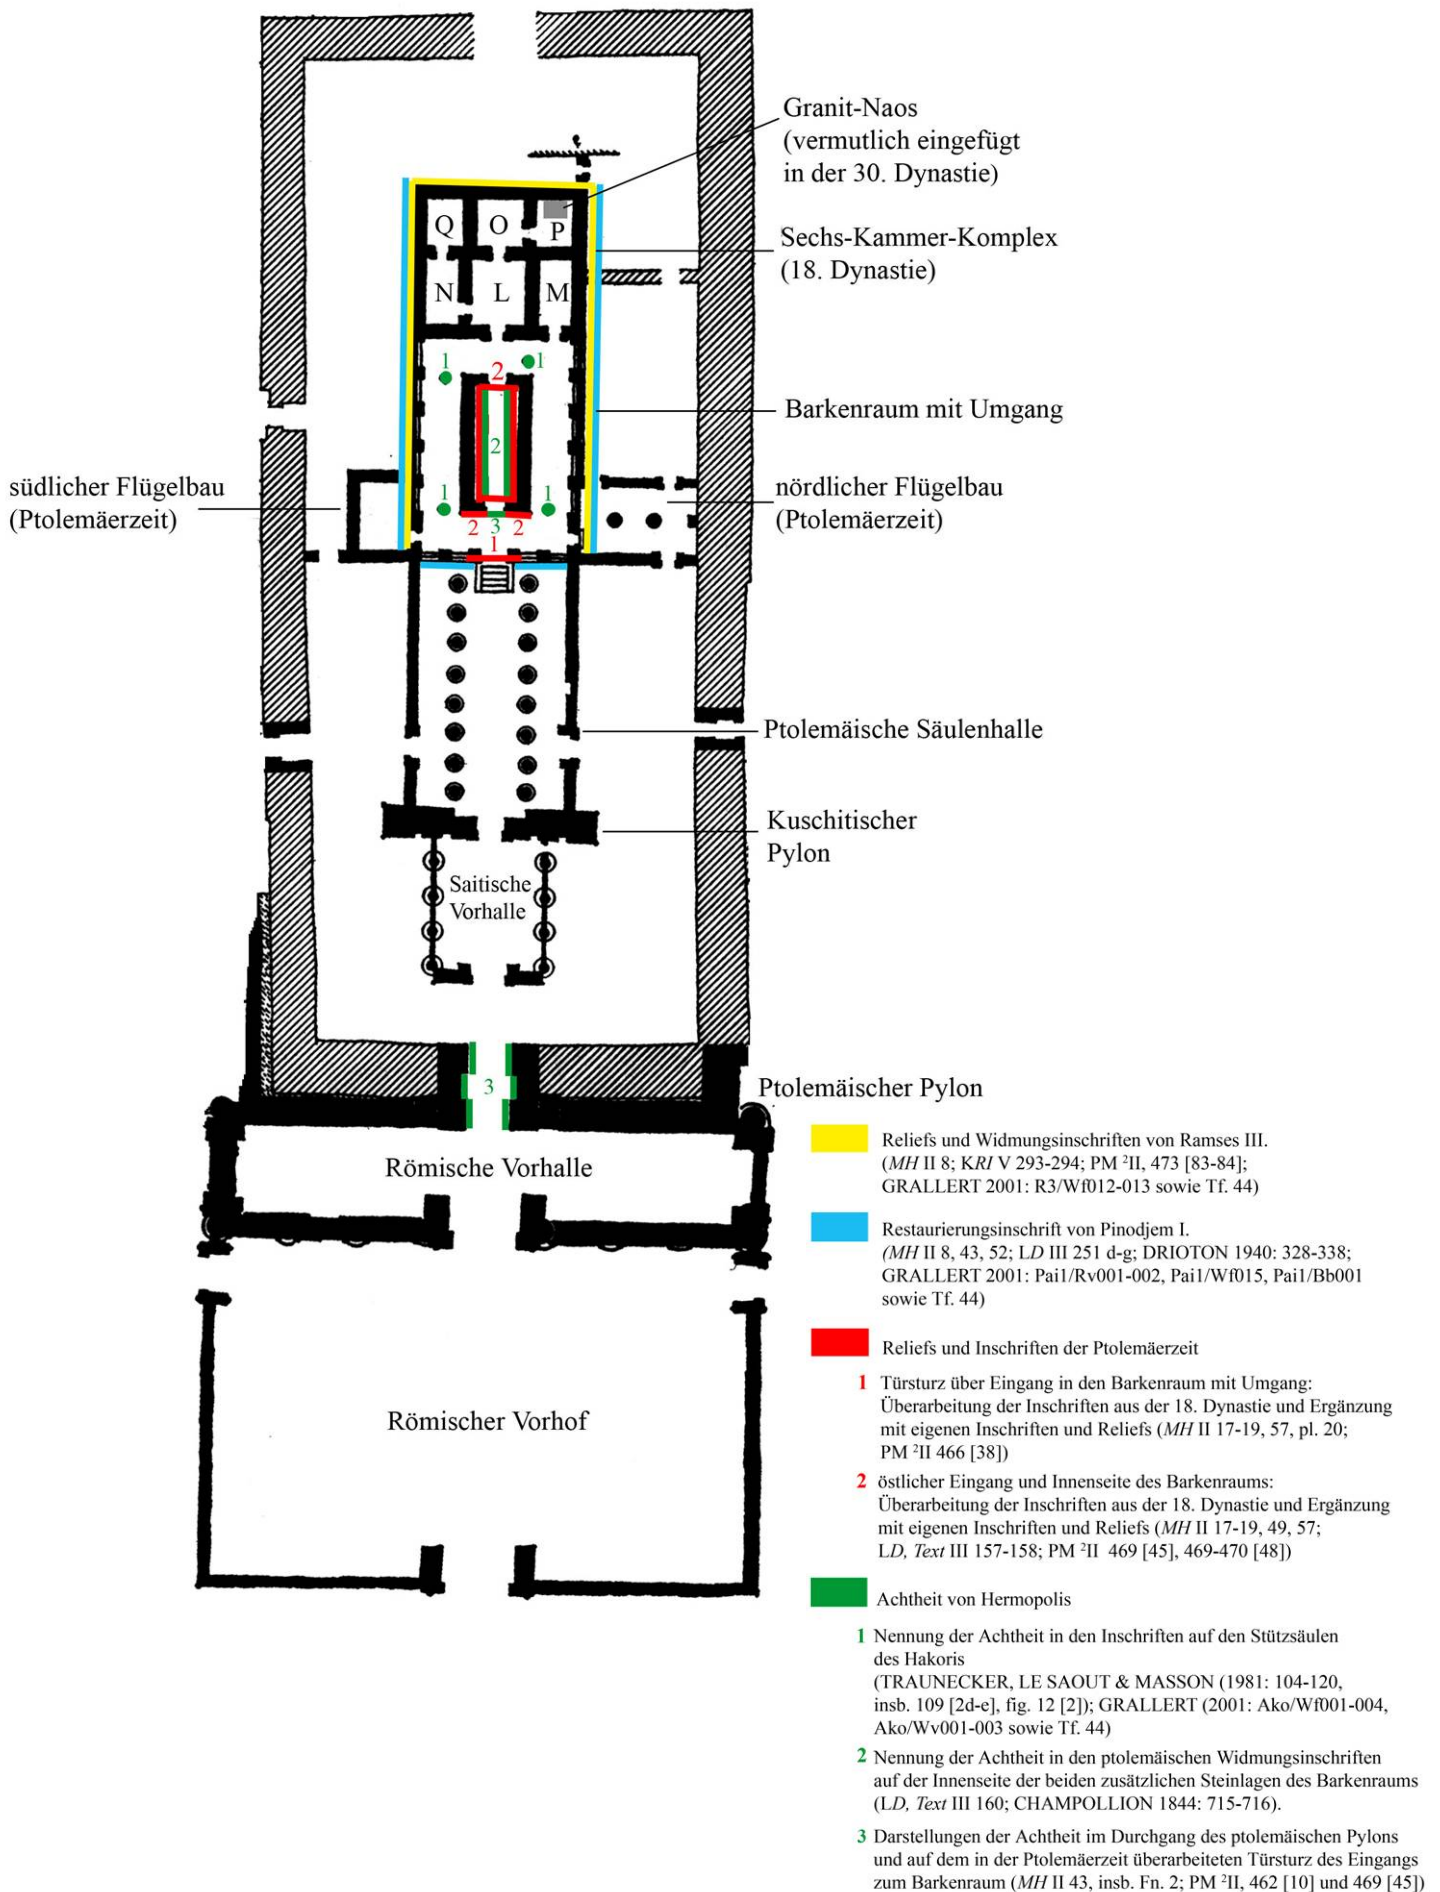 Granit-Naos
(vermutlich eingefügt
in der 30. Dynastie)
Q
O
P
Sechs-Kammer-Komplex
(18. Dynastie)
N
L
M
1
1
2
Barkenraum mit Umgang
2
südlicher Flügelbau
(Ptolemäerzeit)
nördlicher Flügelbau
(Ptolemäerzeit)
1
1
2
3
2
1
Ptolemäische Säulenhalle
Kuschitischer
Pylon
Saitische
Vorhalle
3
Ptolemäischer Pylon
Römische Vorhalle
Römischer Vorhof
Reliefs und Widmungsinschriften von Ramses III.
(MH II 8; KRI V 293-294; PM ²II, 473 [83-84];
GRALLERT 2001: R3/Wf012-013 sowie Tf. 44)
Restaurierungsinschrift von Pinodjem I.
(MH II 8, 43, 52; LD III 251 d-g; DRIOTON 1940: 328-338;
GRALLERT 2001: Pai1/Rv001-002, Pai1/Wf015, Pai1/Bb001
sowie Tf. 44)
Reliefs und Inschriften der Ptolemäerzeit
1 Türsturz über Eingang in den Barkenraum mit Umgang:
Überarbeitung der Inschriften aus der 18. Dynastie und Ergänzung
mit eigenen Inschriften und Reliefs (MH II 17-19, 57, pl. 20;
PM ²II 466 [38])
2 östlicher Eingang und Innenseite des Barkenraums:
Überarbeitung der Inschriften aus der 18. Dynastie und Ergänzung
mit eigenen Inschriften und Reliefs (MH II 17-19, 49, 57;
LD, Text III 157-158; PM ²II 469 [45], 469-470 [48])
Achtheit von Hermopolis
1 Nennung der Achtheit in den Inschriften auf den Stützsäulen
des Hakoris
(TRAUNECKER, LE SAOUT & MASSON (1981: 104-120,
insb. 109 [2d-e], fig. 12 [2]); GRALLERT (2001: Ako/Wf001-004,
Ako/Wv001-003 sowie Tf. 44)
2 Nennung der Achtheit in den ptolemäischen Widmungsinschriften
auf der Innenseite der beiden zusätzlichen Steinlagen des Barkenraums
(LD, Text III 160; CHAMPOLLION 1844: 715-716).
3 Darstellungen der Achtheit im Durchgang des ptolemäischen Pylons
und auf dem in der Ptolemäerzeit überarbeiteten Türsturz des Eingangs
zum Barkenraum (MH II 43, insb. Fn. 2; PM ²II, 462 [10] und 469 [45])